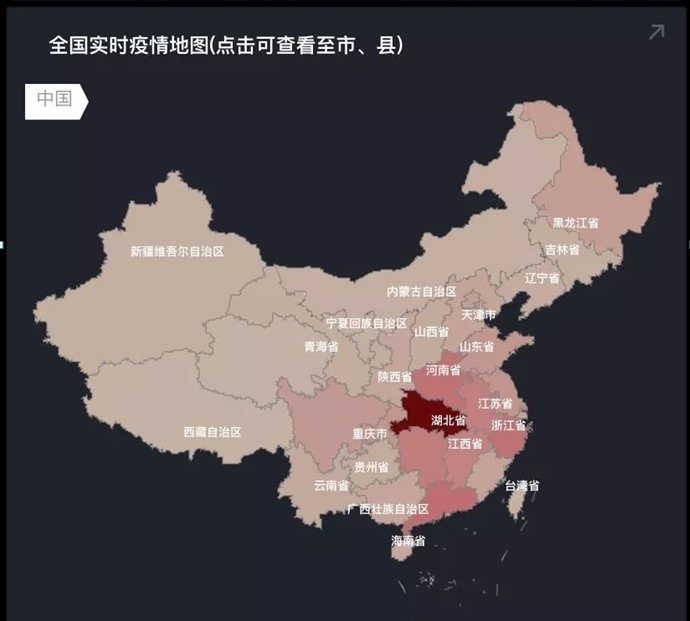 全国实时疫情地图(点击可查看至市、县)
中国
黑龙江省
吉林省
新疆维吾尔自治区
辽宁省
内蒙古自治区
天津市
宁夏回族自治区
山西省
青海省
山东省
河南省
陕西省
江苏省
湖北省
浙江省
西藏自治区
重庆市
江西省
贵州省
云南省
台湾省
广西壮族自治区
海南省